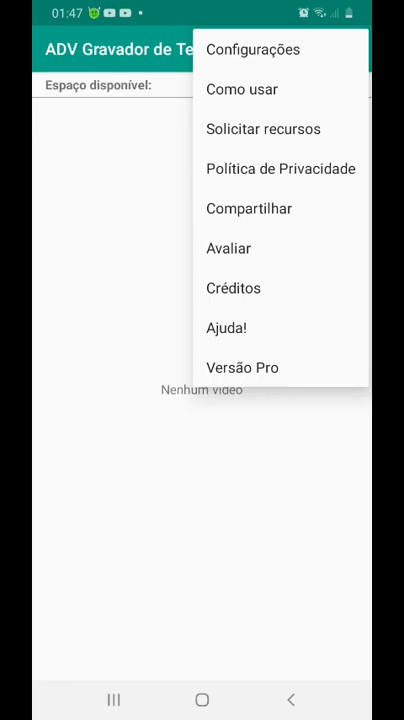 01:47
ADV Gravador de Te
Configurações
Espaço disponível:
Como usar
Solicitar recursos
Política de Privacidade
Compartilhar
Avaliar
Créditos
Ajuda!
Versão Pro
Nenhum vídeo